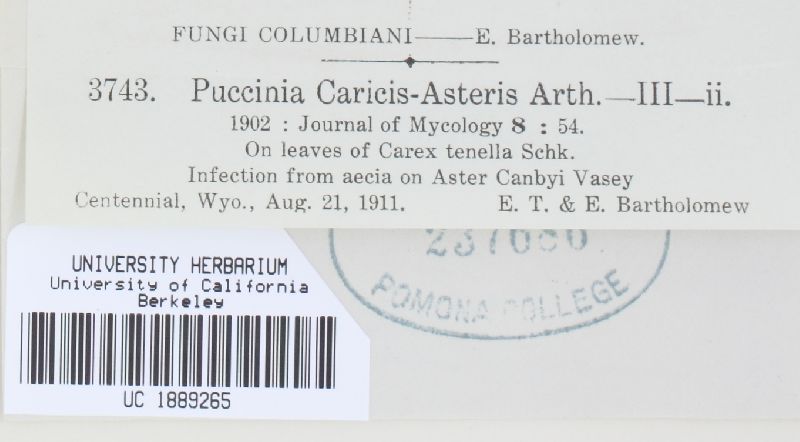 FUNGI COLUMBIANI——E. Bartholomew.
3743. Puccinia Caricis-Asteris Arth.—III—ii.
1902 : Journal of Mycology 8 : 54.
On leaves of Carex tenella Schk.
Infection from aecia on Aster Canbyi Vasey
Centennial, Wyo., Aug. 21, 1911. E. T. & E. Bartholomew
POMONA COLLEGE
UNIVERSITY HERBARIUM
University of California
Berkeley
UC 1889265